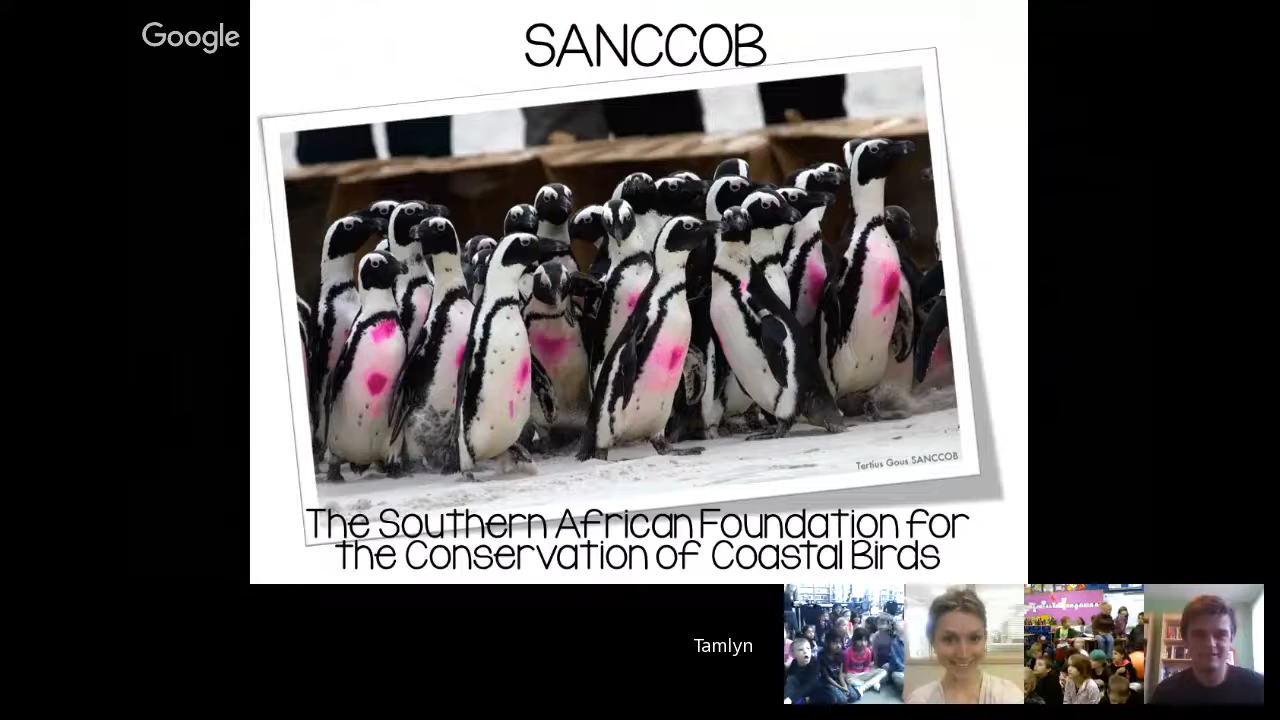 Google
SANCCOB
Tertius Gous SANCCOB
The Southern African Foundation for
the Conservation of Coastal Birds
Tamlyn